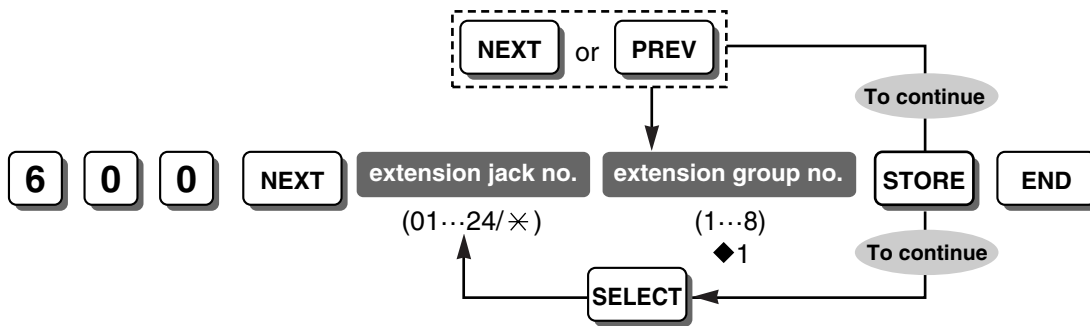 NEXT or PREV
To continue
6 0 0 NEXT extension jack no. extension group no. STORE END
(01···24/✳) (1···8)
◆1
To continue
SELECT